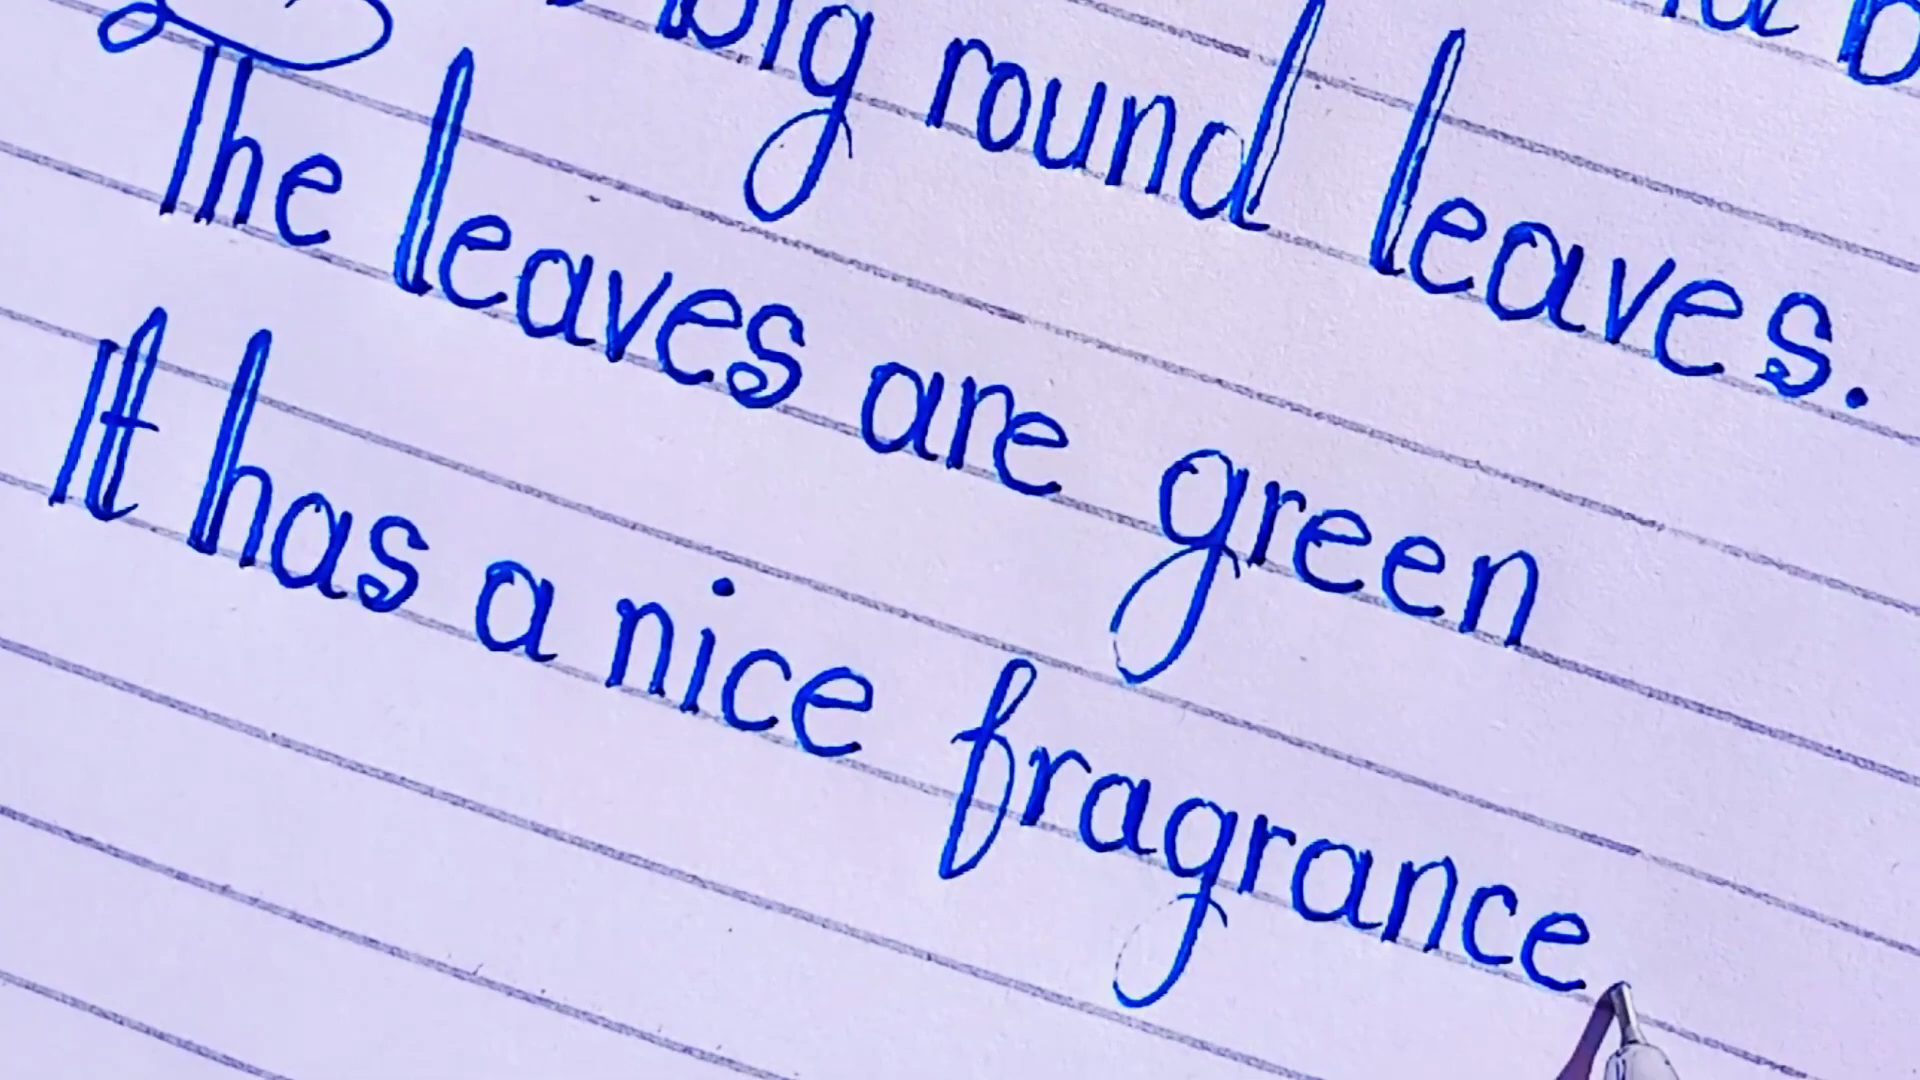 big round leaves.
The leaves are green
It has a nice fragrance